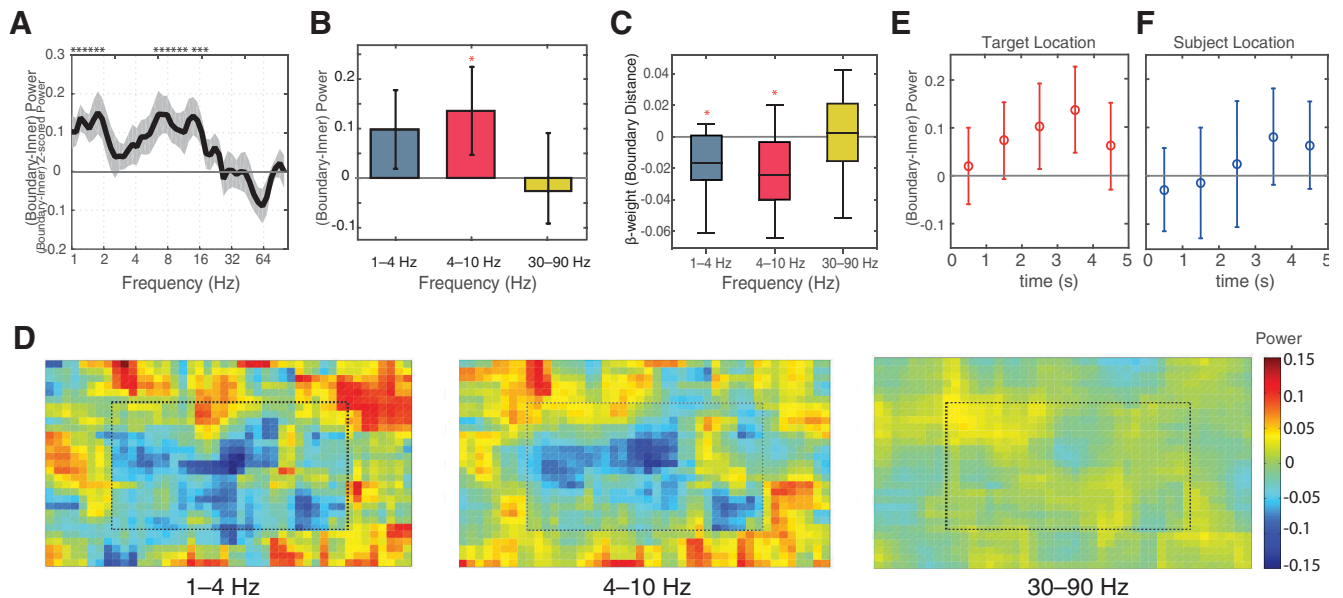 A
******  ****** ***
(Boundary-Inner) Power
(Boundary-Inner) Z-scored Power
0.3
0.2
0.1
0
-0.1
0.2
1 2 4 8 16 32 64
Frequency (Hz)
B
(Boundary-Inner) Power
0.2
0.1
0
-0.1
*
1–4 Hz 4–10 Hz 30–90 Hz
Frequency (Hz)
C
β-weight (Boundary Distance)
0.04
0.02
0
-0.02
-0.04
-0.06
* *
1–4 Hz 4–10 Hz 30–90 Hz
Frequency (Hz)
E
Target Location
(Boundary-Inner) Power
0.2
0.1
0
-0.1
0 1 2 3 4 5
time (s)
F
Subject Location
0 1 2 3 4 5
time (s)
D
1–4 Hz
4–10 Hz
30–90 Hz
Power
0.15
0.10
0.05
0
-0.05
-0.1
-0.15